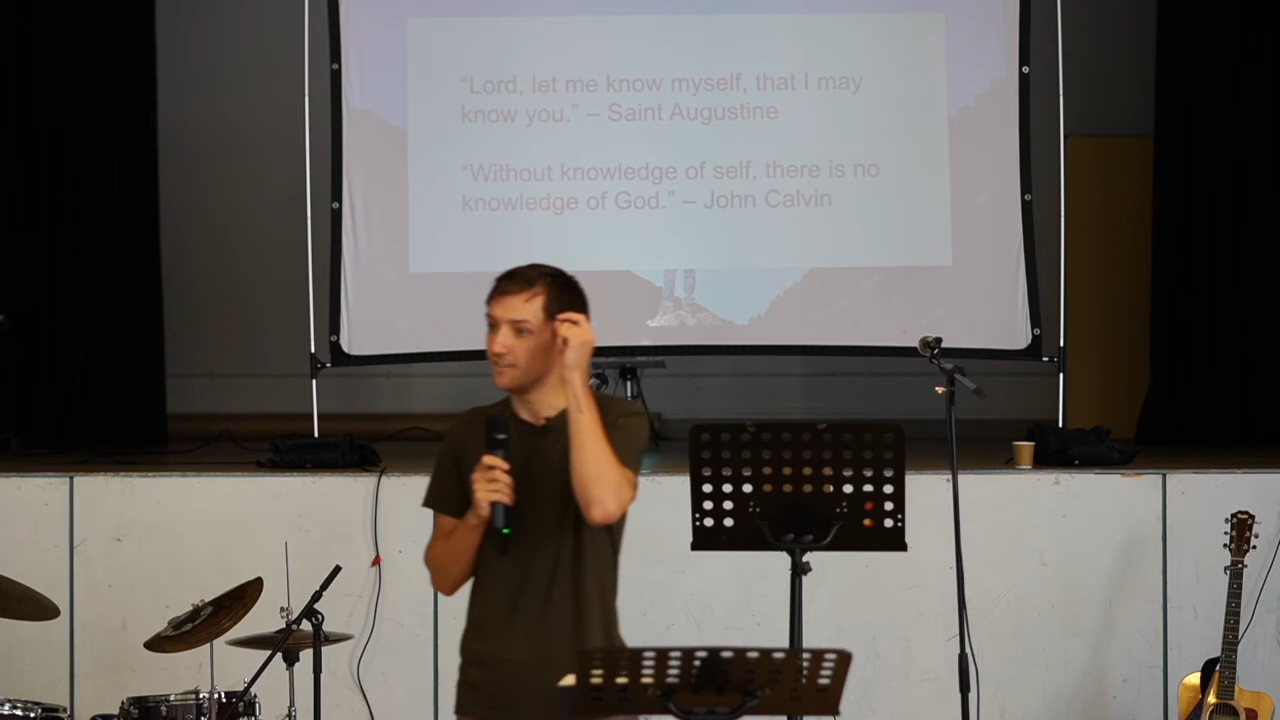 “Lord, let me know myself, that I may
know you.” – Saint Augustine
“Without knowledge of self, there is no
knowledge of God.” – John Calvin